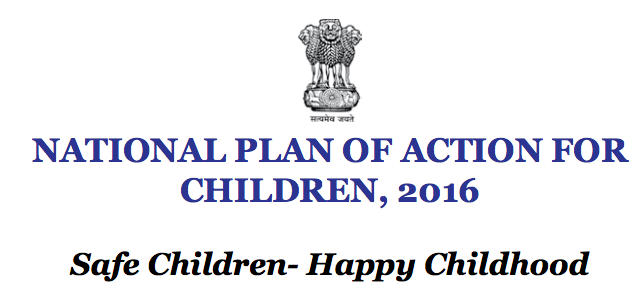 सत्यमेव जयते
NATIONAL PLAN OF ACTION FOR
CHILDREN, 2016
Safe Children- Happy Childhood